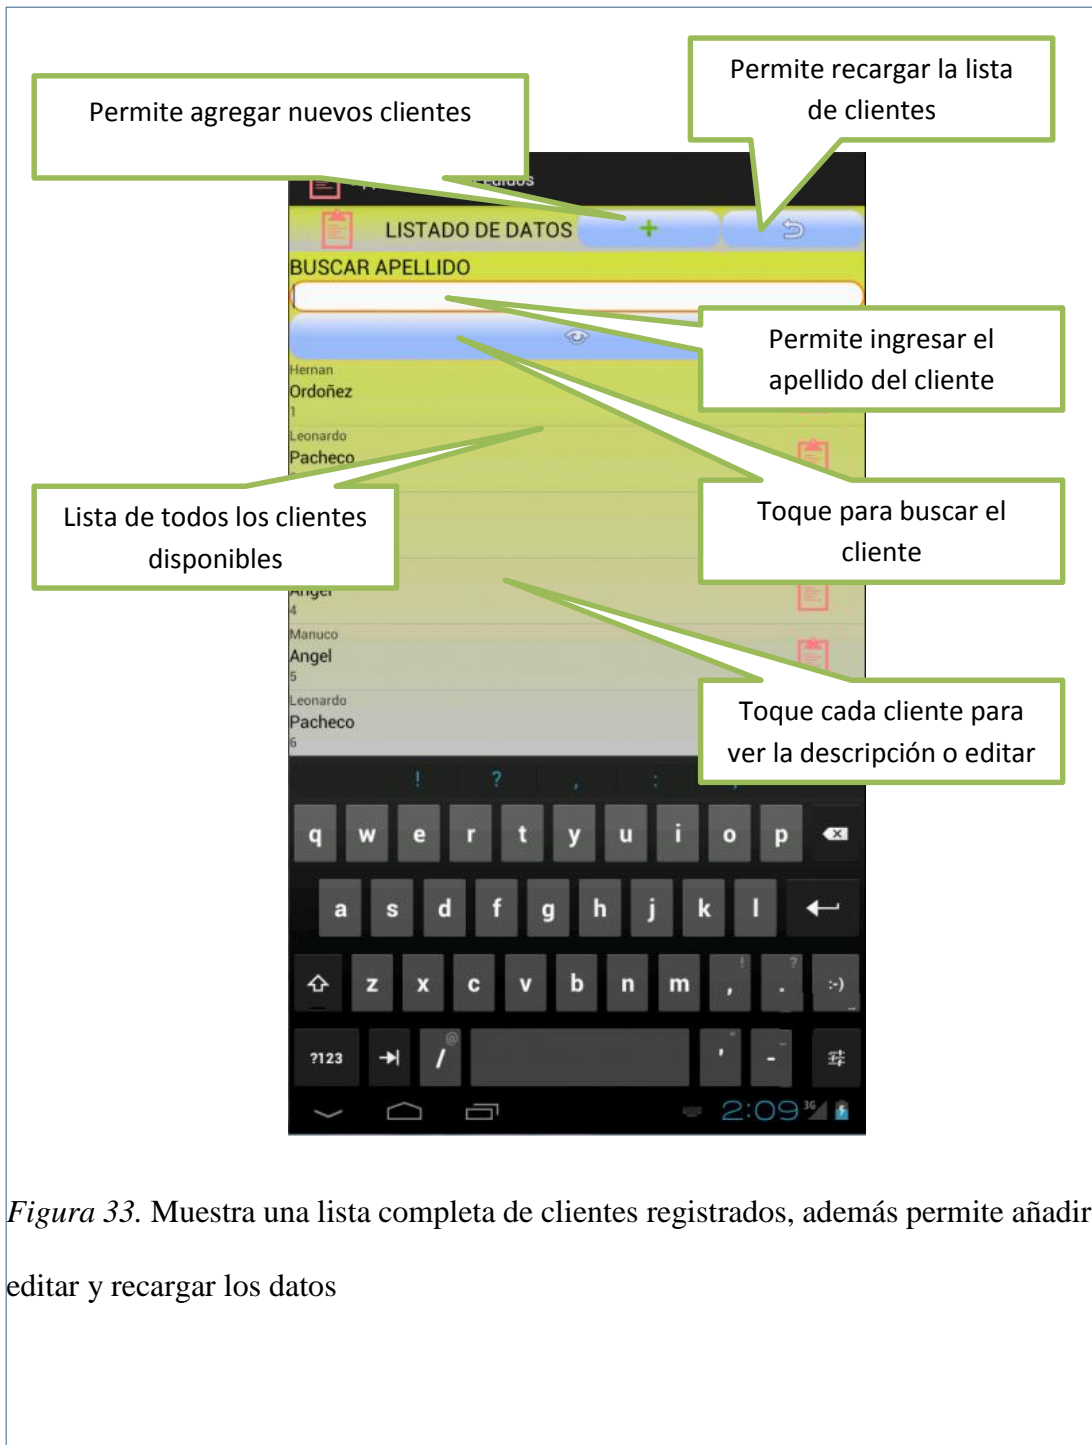 Permite recargar la lista
de clientes
Permite agregar nuevos clientes
LISTADO DE DATOS
BUSCAR APELLIDO
Permite ingresar el
apellido del cliente
Hernan
Ordoñez
1
Leonardo
Pacheco
Lista de todos los clientes
disponibles
Toque para buscar el
cliente
Angel
4
Manuco
Angel
5
Leonardo
Pacheco
6
Toque cada cliente para
ver la descripción o editar
! ? , :
q w e r t y u i o p
a s d f g h j k l
z x c v b n m , ! . ? :-)
?123 / @ ' " - _
2:09 3G
Figura 33. Muestra una lista completa de clientes registrados, además permite añadir
editar y recargar los datos